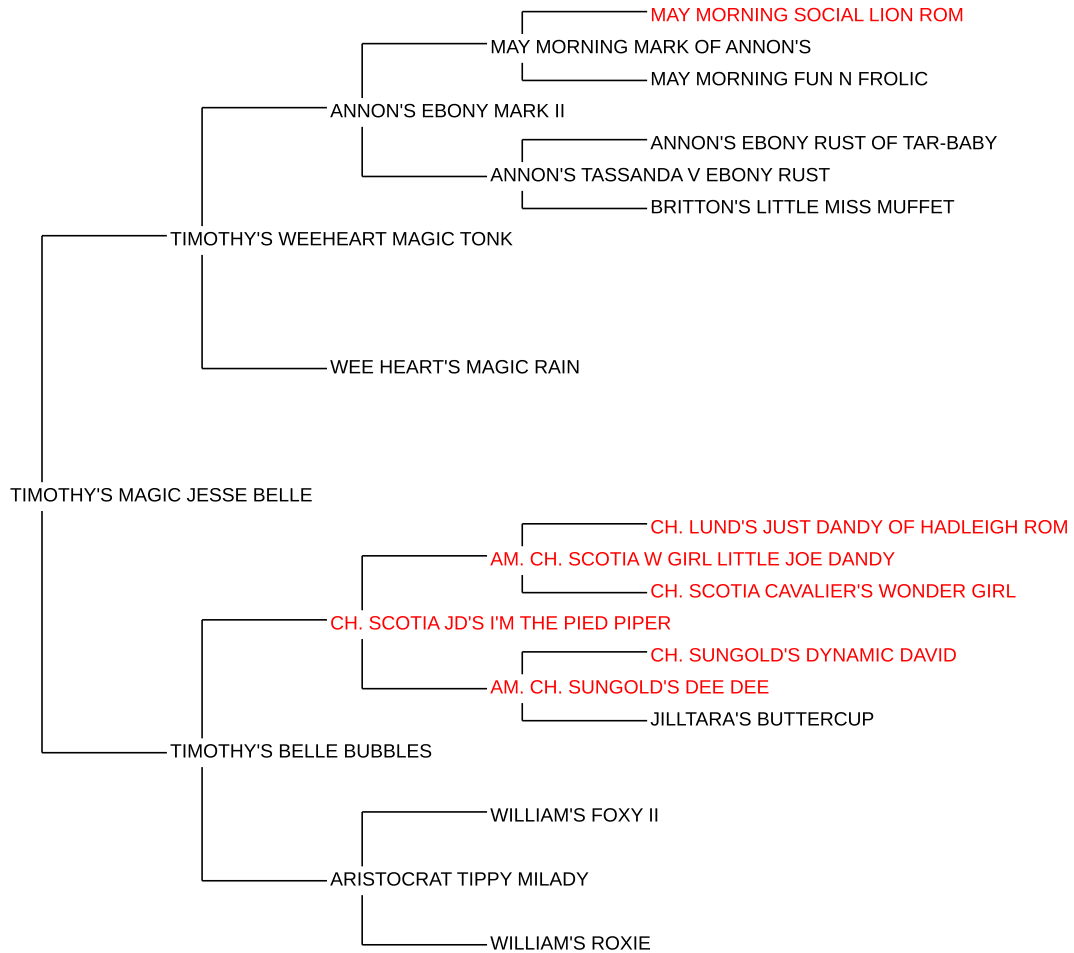 MAY MORNING SOCIAL LION ROM
MAY MORNING MARK OF ANNON'S
MAY MORNING FUN N FROLIC
ANNON'S EBONY MARK II
ANNON'S EBONY RUST OF TAR-BABY
ANNON'S TASSANDA V EBONY RUST
BRITTON'S LITTLE MISS MUFFET
TIMOTHY'S WEEHEART MAGIC TONK
WEE HEART'S MAGIC RAIN
TIMOTHY'S MAGIC JESSE BELLE
CH. LUND'S JUST DANDY OF HADLEIGH ROM
AM. CH. SCOTIA W GIRL LITTLE JOE DANDY
CH. SCOTIA CAVALIER'S WONDER GIRL
CH. SCOTIA JD'S I'M THE PIED PIPER
CH. SUNGOLD'S DYNAMIC DAVID
AM. CH. SUNGOLD'S DEE DEE
JILLTARA'S BUTTERCUP
TIMOTHY'S BELLE BUBBLES
WILLIAM'S FOXY II
ARISTOCRAT TIPPY MILADY
WILLIAM'S ROXIE